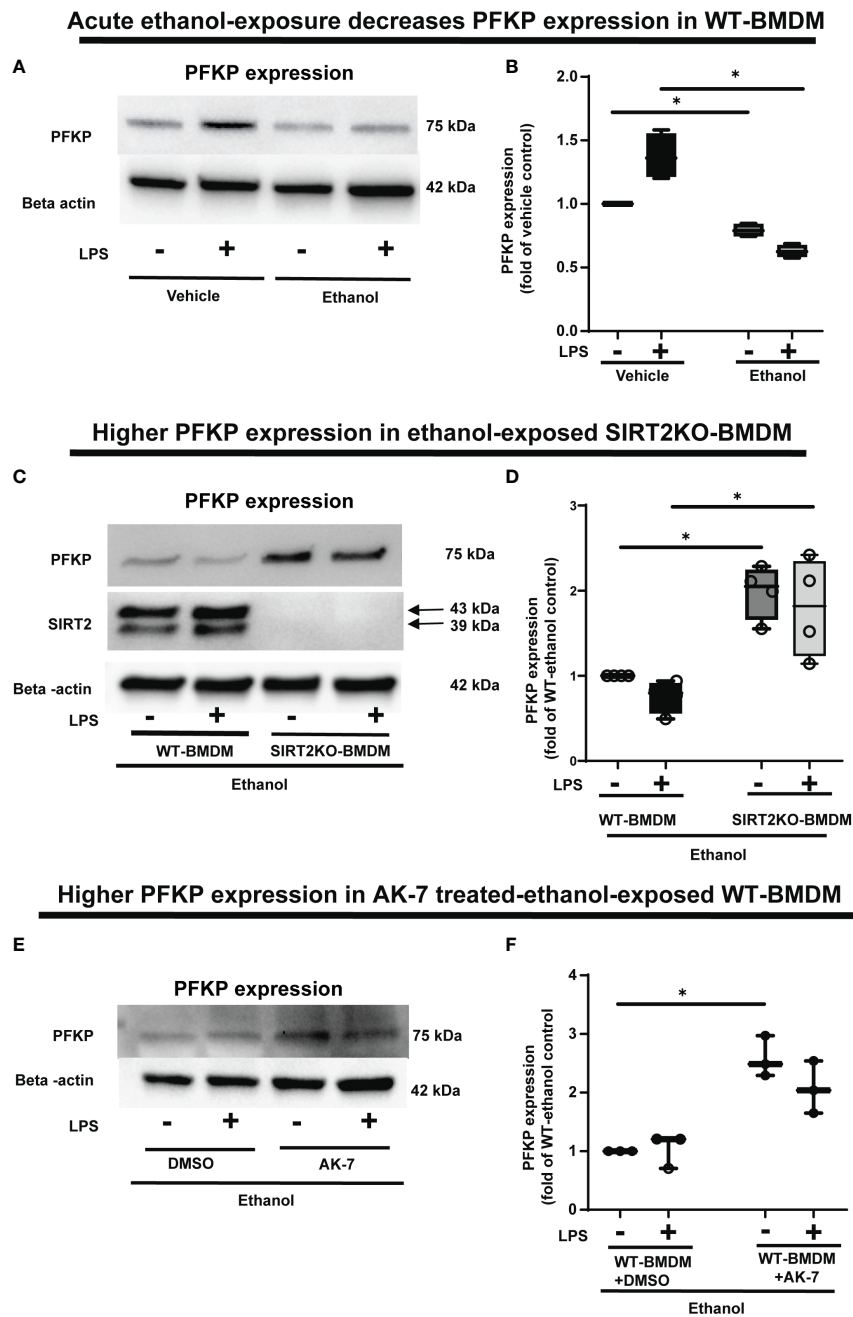 Acute ethanol-exposure decreases PFKP expression in WT-BMDM
A
PFKP expression
PFKP
75 kDa
Beta actin
42 kDa
LPS - + - +
Vehicle Ethanol
B
PFKP expression
(fold of vehicle control)
2.0
1.5
1.0
0.5
0.0
* *
LPS - + - +
Vehicle Ethanol
Higher PFKP expression in ethanol-exposed SIRT2KO-BMDM
C
PFKP expression
PFKP
75 kDa
SIRT2
43 kDa
39 kDa
Beta -actin
42 kDa
LPS - + - +
WT-BMDM SIRT2KO-BMDM
Ethanol
D
PFKP expression
(fold of WT-ethanol control)
3
2
1
0
* *
LPS - + - +
WT-BMDM SIRT2KO-BMDM
Ethanol
Higher PFKP expression in AK-7 treated-ethanol-exposed WT-BMDM
E
PFKP expression
PFKP
75 kDa
Beta -actin
42 kDa
LPS - + - +
DMSO AK-7
Ethanol
F
PFKP expression
(fold of WT-ethanol control)
4
3
2
1
0
*
LPS - + - +
WT-BMDM WT-BMDM
+DMSO +AK-7
Ethanol